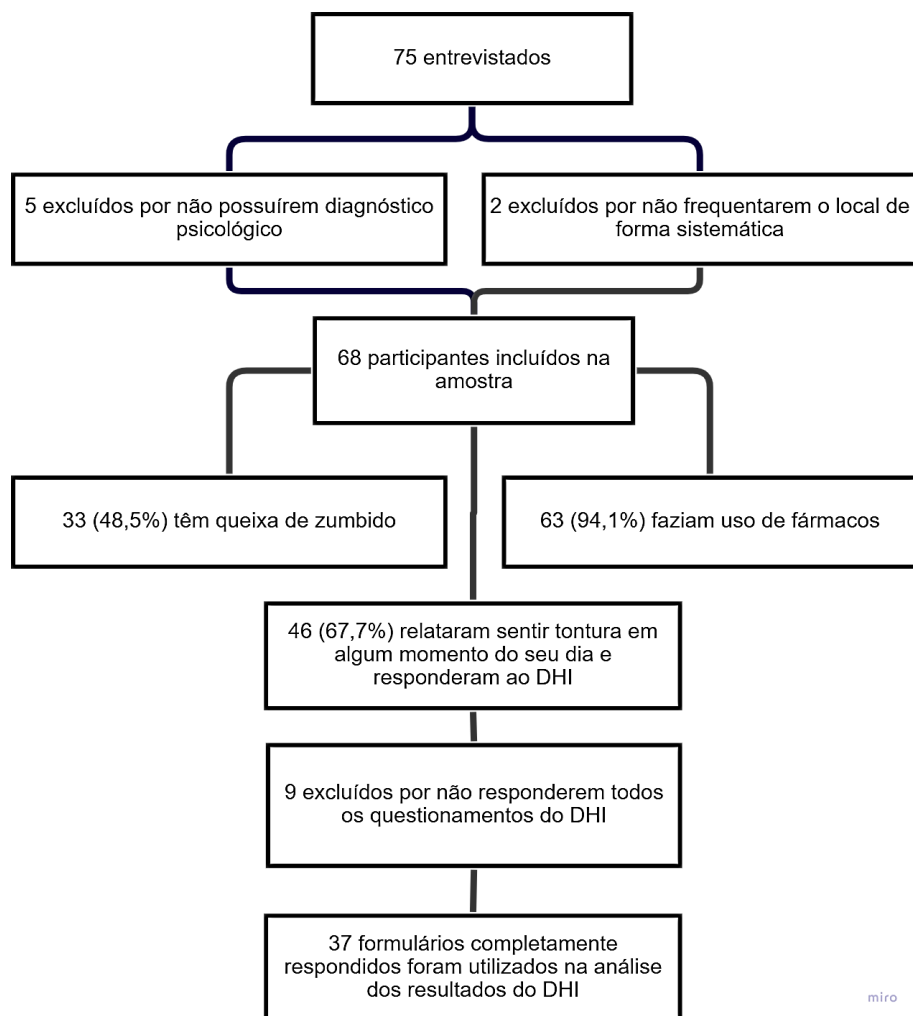 75 entrevistados
5 excluídos por não possuírem diagnóstico
psicológico
2 excluídos por não frequentarem o local de
forma sistemática
68 participantes incluídos na
amostra
33 (48,5%) têm queixa de zumbido
63 (94,1%) faziam uso de fármacos
46 (67,7%) relataram sentir tontura em
algum momento do seu dia e
responderam ao DHI
9 excluídos por não responderem todos
os questionamentos do DHI
37 formulários completamente
respondidos foram utilizados na análise
dos resultados do DHI
miro